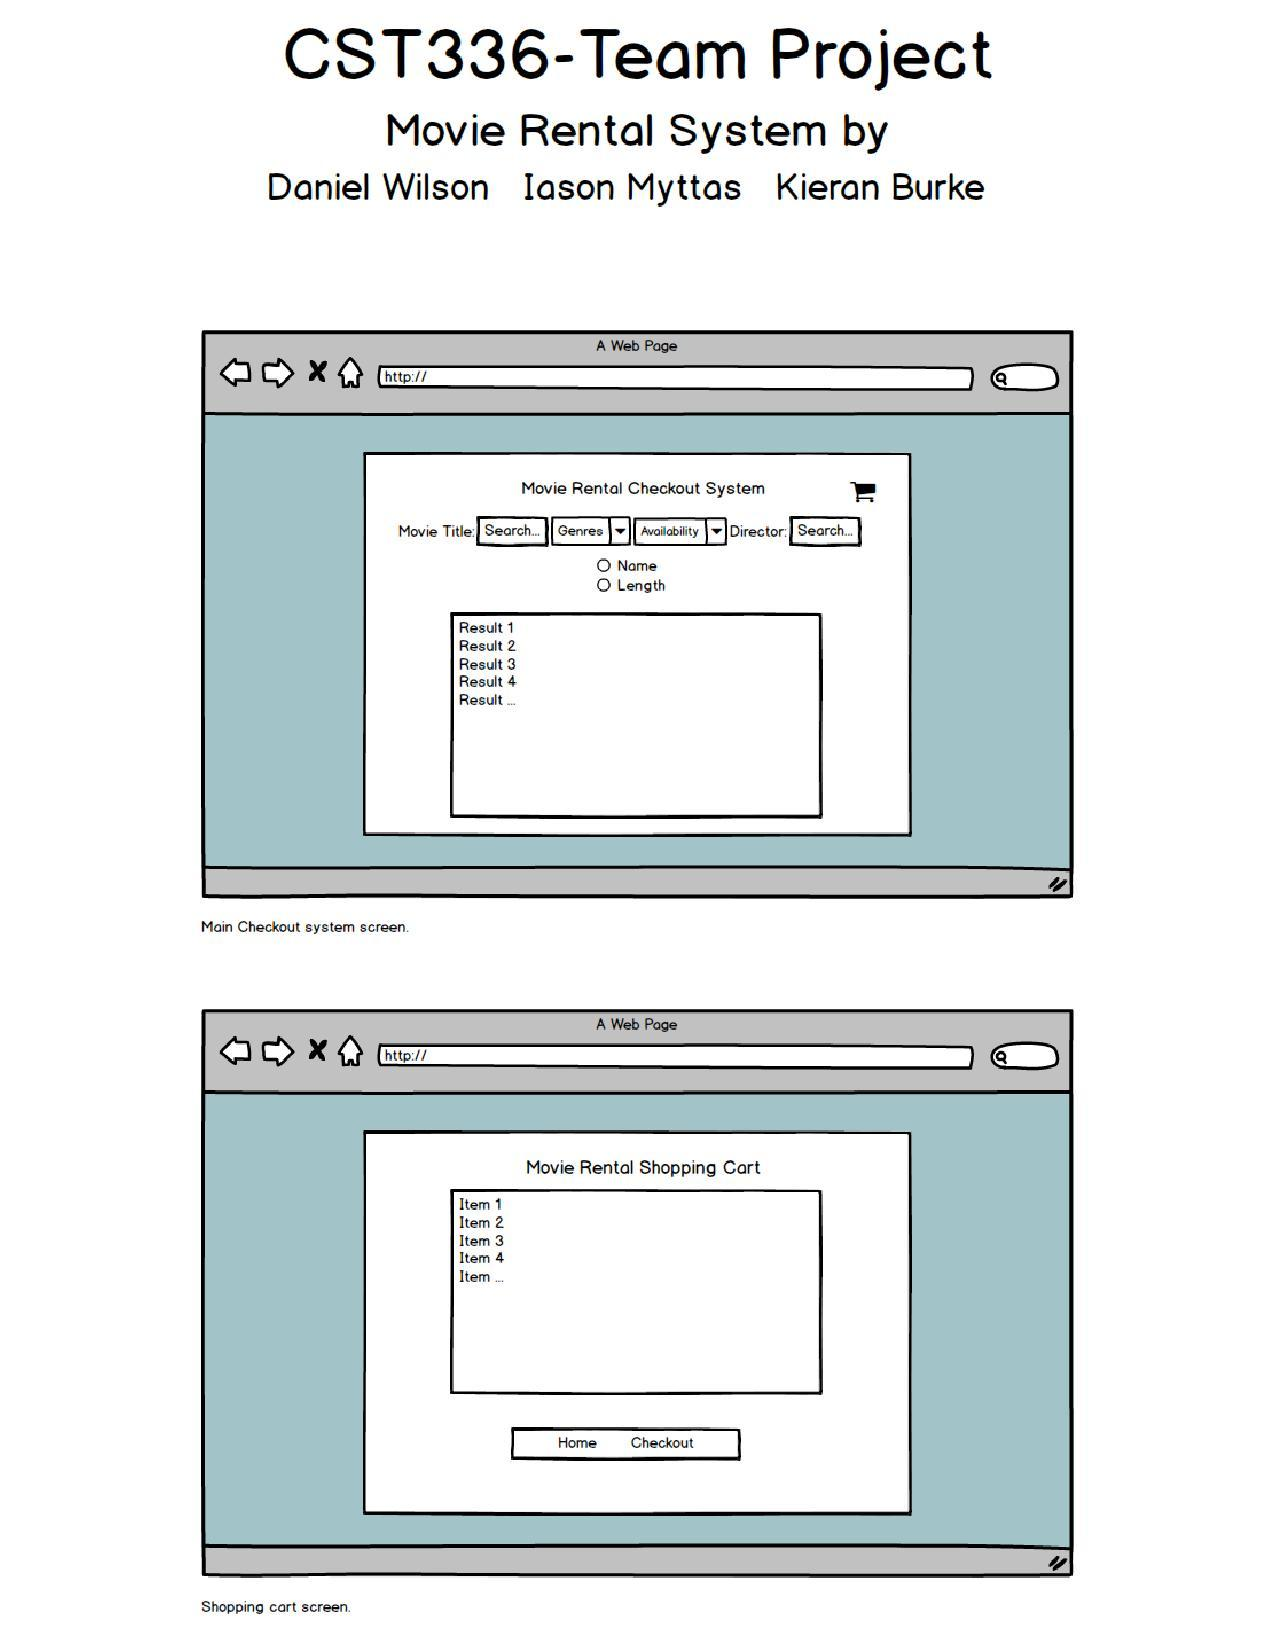 CST336-Team Project
Movie Rental System by
Daniel Wilson Iason Myttas Kieran Burke
A Web Page
http://
Movie Rental Checkout System
Movie Title: Search... Genres Availability Director: Search...
Name
Length
Result 1
Result 2
Result 3
Result 4
Result ...
Main Checkout system screen.
A Web Page
http://
Movie Rental Shopping Cart
Item 1
Item 2
Item 3
Item 4
Item ...
Home Checkout
Shopping cart screen.